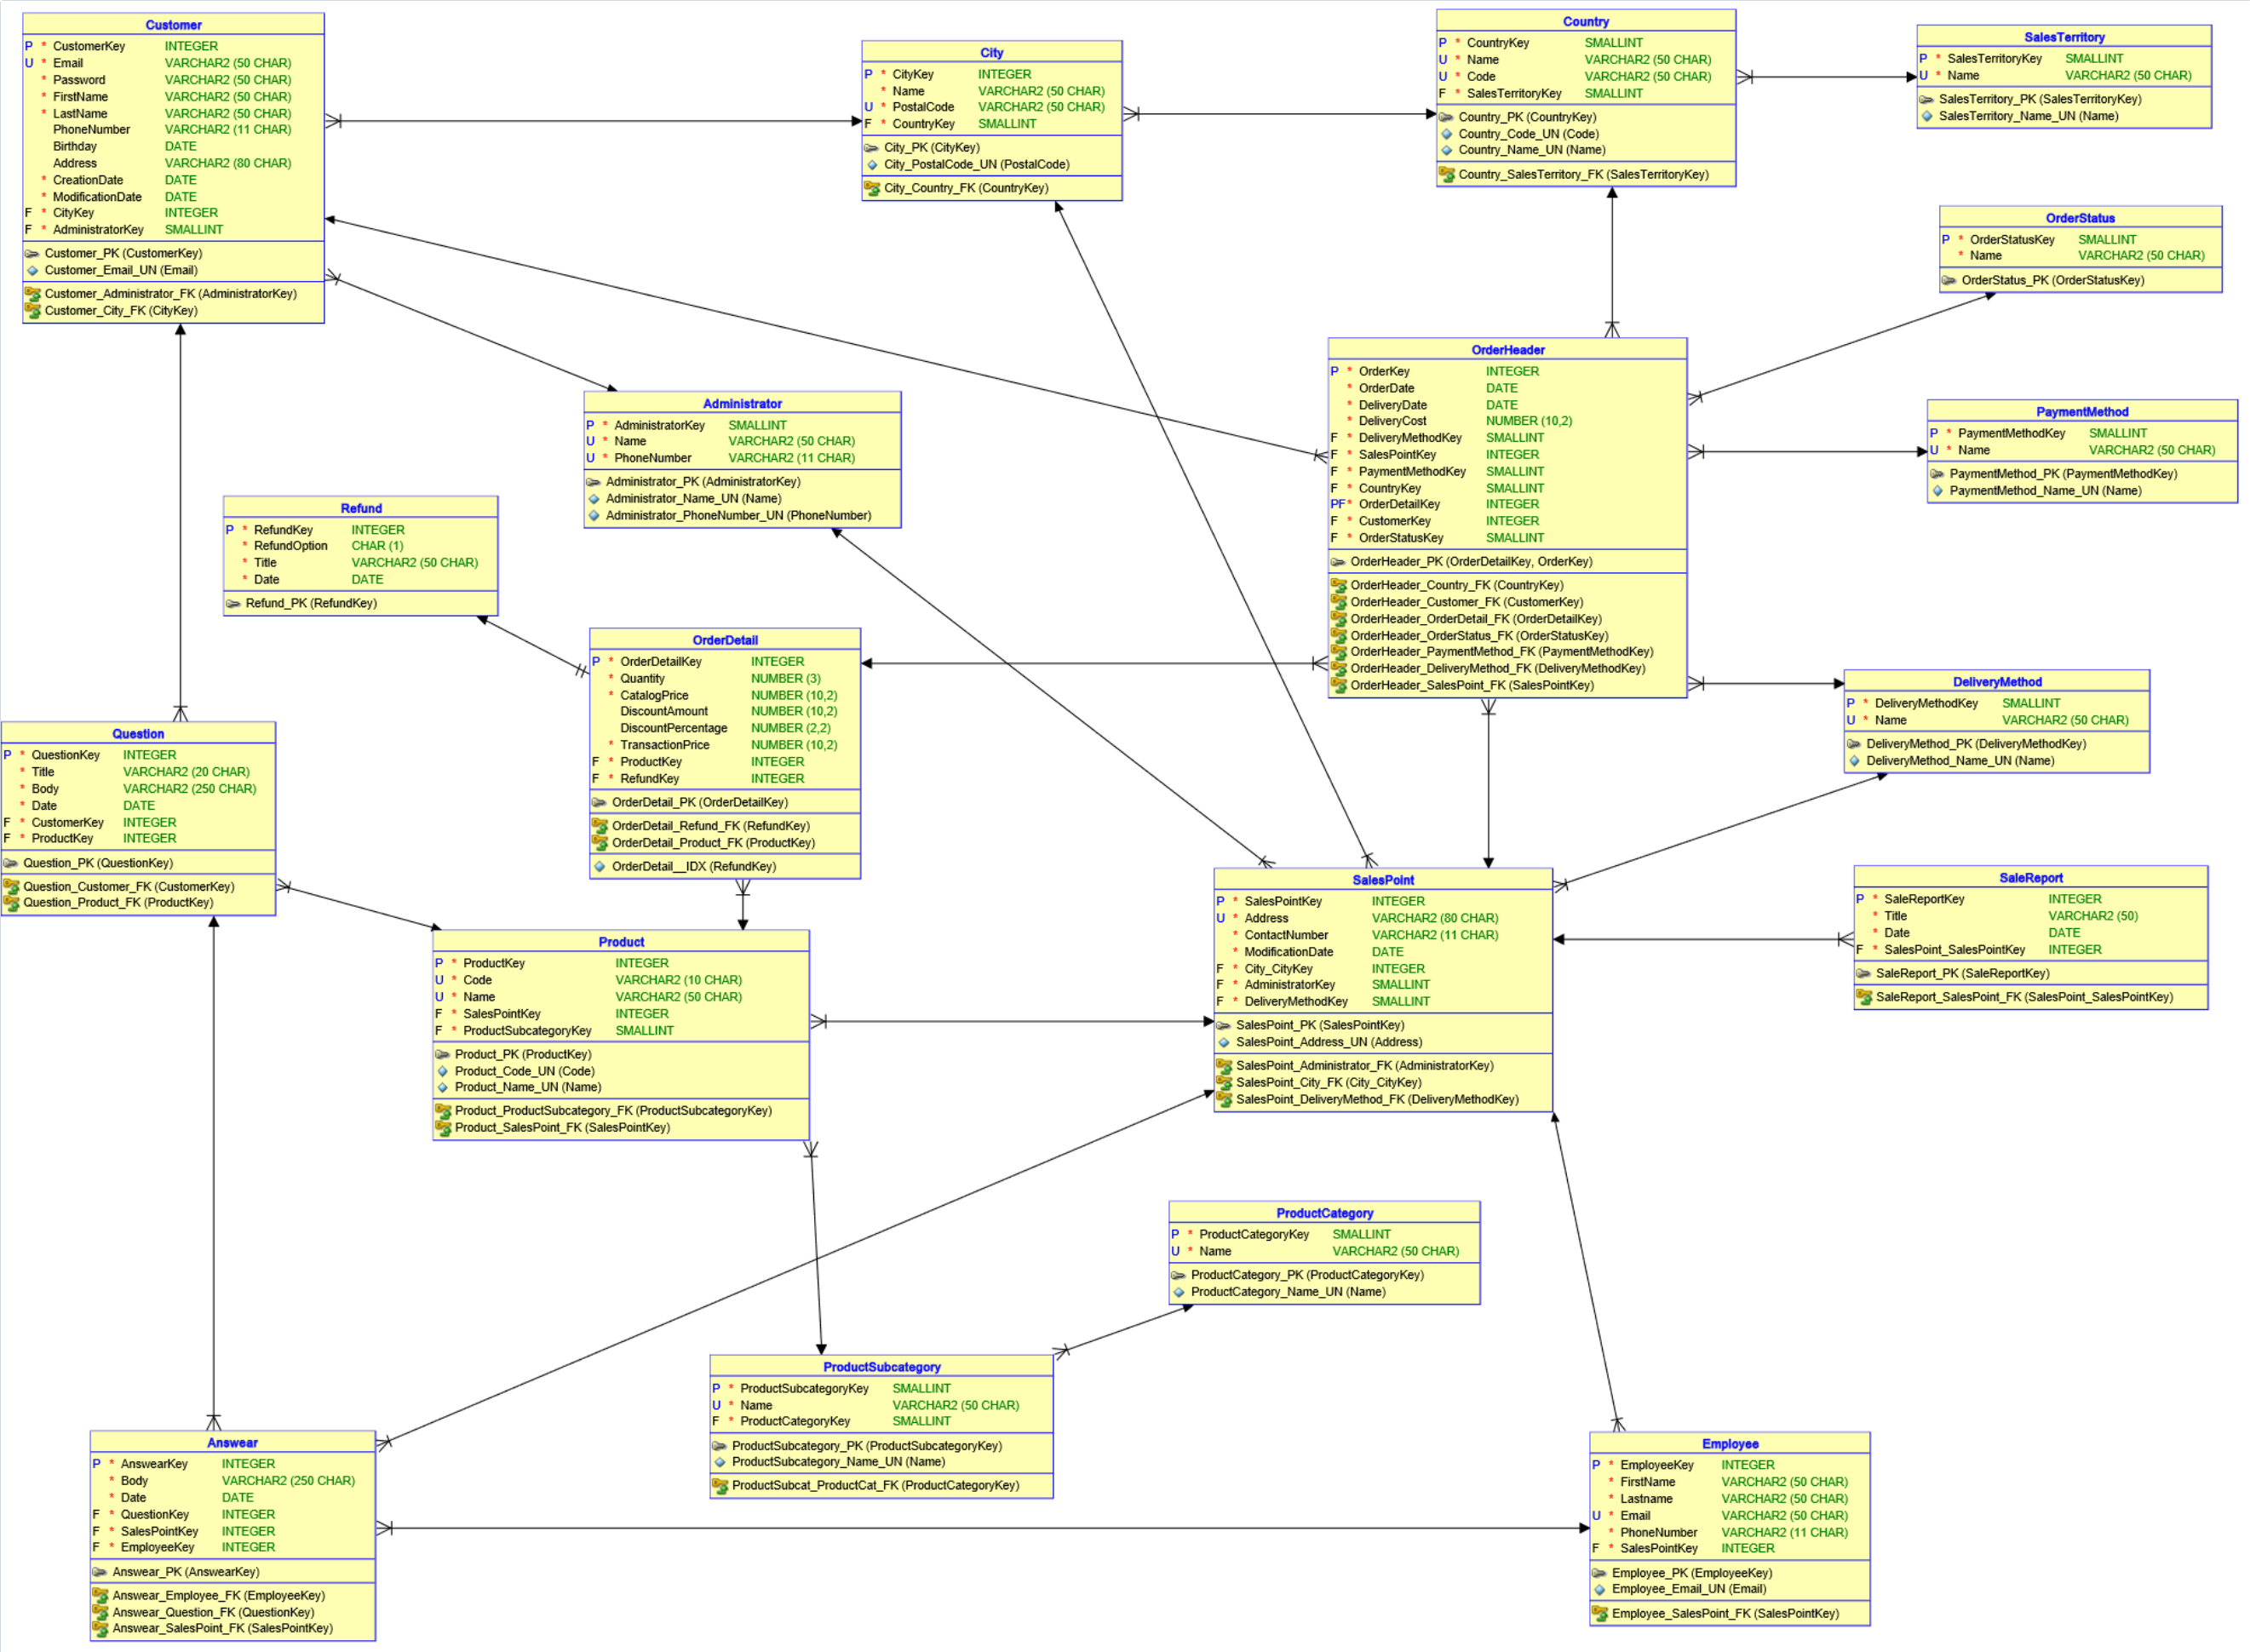 Customer
P * CustomerKey INTEGER
U * Email VARCHAR2 (50 CHAR)
* Password VARCHAR2 (50 CHAR)
* FirstName VARCHAR2 (50 CHAR)
* LastName VARCHAR2 (50 CHAR)
PhoneNumber VARCHAR2 (11 CHAR)
Birthday DATE
Address VARCHAR2 (80 CHAR)
* CreationDate DATE
* ModificationDate DATE
F * CityKey INTEGER
F * AdministratorKey SMALLINT
Customer_PK (CustomerKey)
Customer_Email_UN (Email)
Customer_Administrator_FK (AdministratorKey)
Customer_City_FK (CityKey)
City
P * CityKey INTEGER
* Name VARCHAR2 (50 CHAR)
U * PostalCode VARCHAR2 (50 CHAR)
F * CountryKey SMALLINT
City_PK (CityKey)
City_PostalCode_UN (PostalCode)
City_Country_FK (CountryKey)
Country
P * CountryKey SMALLINT
U * Name VARCHAR2 (50 CHAR)
U * Code VARCHAR2 (50 CHAR)
F * SalesTerritoryKey SMALLINT
Country_PK (CountryKey)
Country_Code_UN (Code)
Country_Name_UN (Name)
Country_SalesTerritory_FK (SalesTerritoryKey)
SalesTerritory
P * SalesTerritoryKey SMALLINT
U * Name VARCHAR2 (50 CHAR)
SalesTerritory_PK (SalesTerritoryKey)
SalesTerritory_Name_UN (Name)
OrderStatus
P * OrderStatusKey SMALLINT
* Name VARCHAR2 (50 CHAR)
OrderStatus_PK (OrderStatusKey)
OrderHeader
P * OrderKey INTEGER
* OrderDate DATE
* DeliveryDate DATE
* DeliveryCost NUMBER (10,2)
F * DeliveryMethodKey SMALLINT
F * SalesPointKey INTEGER
F * PaymentMethodKey SMALLINT
F * CountryKey SMALLINT
PF* OrderDetailKey INTEGER
F * CustomerKey INTEGER
F * OrderStatusKey SMALLINT
OrderHeader_PK (OrderDetailKey, OrderKey)
OrderHeader_Country_FK (CountryKey)
OrderHeader_Customer_FK (CustomerKey)
OrderHeader_OrderDetail_FK (OrderDetailKey)
OrderHeader_OrderStatus_FK (OrderStatusKey)
OrderHeader_PaymentMethod_FK (PaymentMethodKey)
OrderHeader_DeliveryMethod_FK (DeliveryMethodKey)
OrderHeader_SalesPoint_FK (SalesPointKey)
PaymentMethod
P * PaymentMethodKey SMALLINT
U * Name VARCHAR2 (50 CHAR)
PaymentMethod_PK (PaymentMethodKey)
PaymentMethod_Name_UN (Name)
Administrator
P * AdministratorKey SMALLINT
U * Name VARCHAR2 (50 CHAR)
U * PhoneNumber VARCHAR2 (11 CHAR)
Administrator_PK (AdministratorKey)
Administrator_Name_UN (Name)
Administrator_PhoneNumber_UN (PhoneNumber)
Refund
P * RefundKey INTEGER
* RefundOption CHAR (1)
* Title VARCHAR2 (50 CHAR)
* Date DATE
Refund_PK (RefundKey)
OrderDetail
P * OrderDetailKey INTEGER
* Quantity NUMBER (3)
* CatalogPrice NUMBER (10,2)
DiscountAmount NUMBER (10,2)
DiscountPercentage NUMBER (2,2)
* TransactionPrice NUMBER (10,2)
F * ProductKey INTEGER
F * RefundKey INTEGER
OrderDetail_PK (OrderDetailKey)
OrderDetail_Refund_FK (RefundKey)
OrderDetail_Product_FK (ProductKey)
OrderDetail__IDX (RefundKey)
DeliveryMethod
P * DeliveryMethodKey SMALLINT
U * Name VARCHAR2 (50 CHAR)
DeliveryMethod_PK (DeliveryMethodKey)
DeliveryMethod_Name_UN (Name)
Question
P * QuestionKey INTEGER
* Title VARCHAR2 (20 CHAR)
* Body VARCHAR2 (250 CHAR)
* Date DATE
F * CustomerKey INTEGER
F * ProductKey INTEGER
Question_PK (QuestionKey)
Question_Customer_FK (CustomerKey)
Question_Product_FK (ProductKey)
Product
P * ProductKey INTEGER
U * Code VARCHAR2 (10 CHAR)
U * Name VARCHAR2 (50 CHAR)
F * SalesPointKey INTEGER
F * ProductSubcategoryKey SMALLINT
Product_PK (ProductKey)
Product_Code_UN (Code)
Product_Name_UN (Name)
Product_ProductSubcategory_FK (ProductSubcategoryKey)
Product_SalesPoint_FK (SalesPointKey)
SalesPoint
P * SalesPointKey INTEGER
U * Address VARCHAR2 (80 CHAR)
* ContactNumber VARCHAR2 (11 CHAR)
* ModificationDate DATE
F * City_CityKey INTEGER
F * AdministratorKey SMALLINT
F * DeliveryMethodKey SMALLINT
SalesPoint_PK (SalesPointKey)
SalesPoint_Address_UN (Address)
SalesPoint_Administrator_FK (AdministratorKey)
SalesPoint_City_FK (City_CityKey)
SalesPoint_DeliveryMethod_FK (DeliveryMethodKey)
SaleReport
P * SaleReportKey INTEGER
* Title VARCHAR2 (50)
* Date DATE
F * SalesPoint_SalesPointKey INTEGER
SaleReport_PK (SaleReportKey)
SaleReport_SalesPoint_FK (SalesPoint_SalesPointKey)
ProductCategory
P * ProductCategoryKey SMALLINT
U * Name VARCHAR2 (50 CHAR)
ProductCategory_PK (ProductCategoryKey)
ProductCategory_Name_UN (Name)
ProductSubcategory
P * ProductSubcategoryKey SMALLINT
U * Name VARCHAR2 (50 CHAR)
F * ProductCategoryKey SMALLINT
ProductSubcategory_PK (ProductSubcategoryKey)
ProductSubcategory_Name_UN (Name)
ProductSubcat_ProductCat_FK (ProductCategoryKey)
Answear
P * AnswearKey INTEGER
* Body VARCHAR2 (250 CHAR)
* Date DATE
F * QuestionKey INTEGER
F * SalesPointKey INTEGER
F * EmployeeKey INTEGER
Answear_PK (AnswearKey)
Answear_Employee_FK (EmployeeKey)
Answear_Question_FK (QuestionKey)
Answear_SalesPoint_FK (SalesPointKey)
Employee
P * EmployeeKey INTEGER
* FirstName VARCHAR2 (50 CHAR)
* Lastname VARCHAR2 (50 CHAR)
U * Email VARCHAR2 (50 CHAR)
* PhoneNumber VARCHAR2 (11 CHAR)
F * SalesPointKey INTEGER
Employee_PK (EmployeeKey)
Employee_Email_UN (Email)
Employee_SalesPoint_FK (SalesPointKey)